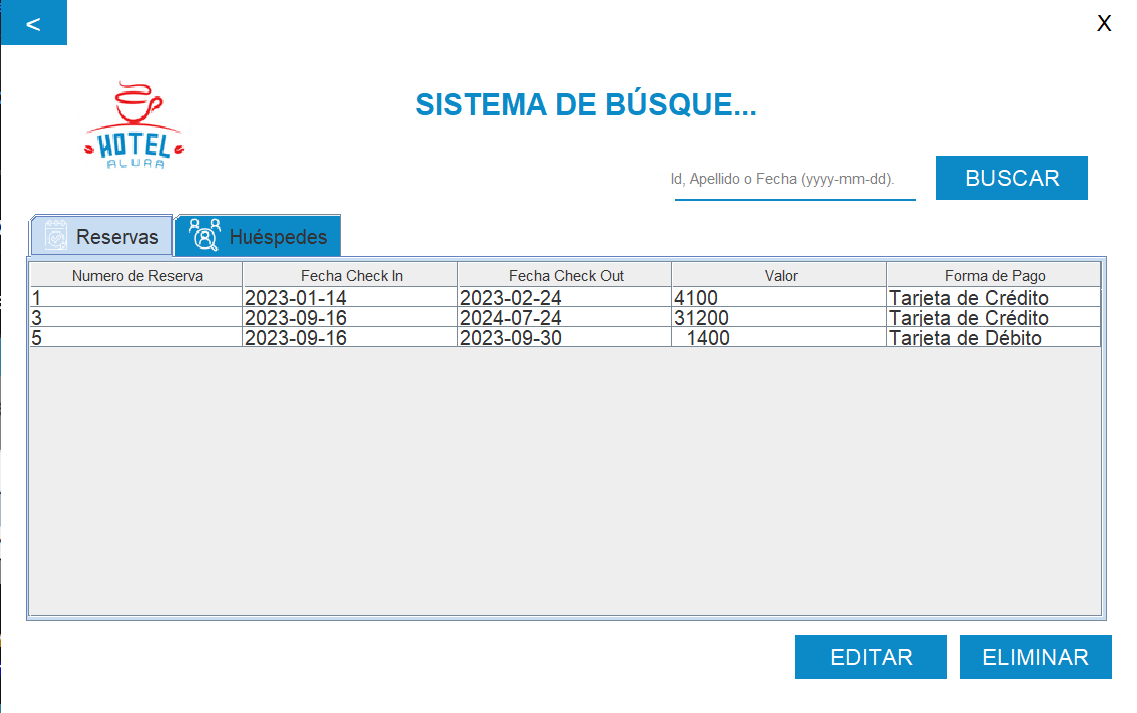 <
X
HOTEL
ALURA
SISTEMA DE BÚSQUE...
Id, Apellido o Fecha (yyyy-mm-dd).
BUSCAR
Reservas Huéspedes
Numero de Reserva Fecha Check In Fecha Check Out Valor Forma de Pago
1 2023-01-14 2023-02-24 4100 Tarjeta de Crédito
3 2023-09-16 2024-07-24 31200 Tarjeta de Crédito
5 2023-09-16 2023-09-30 1400 Tarjeta de Débito
EDITAR ELIMINAR